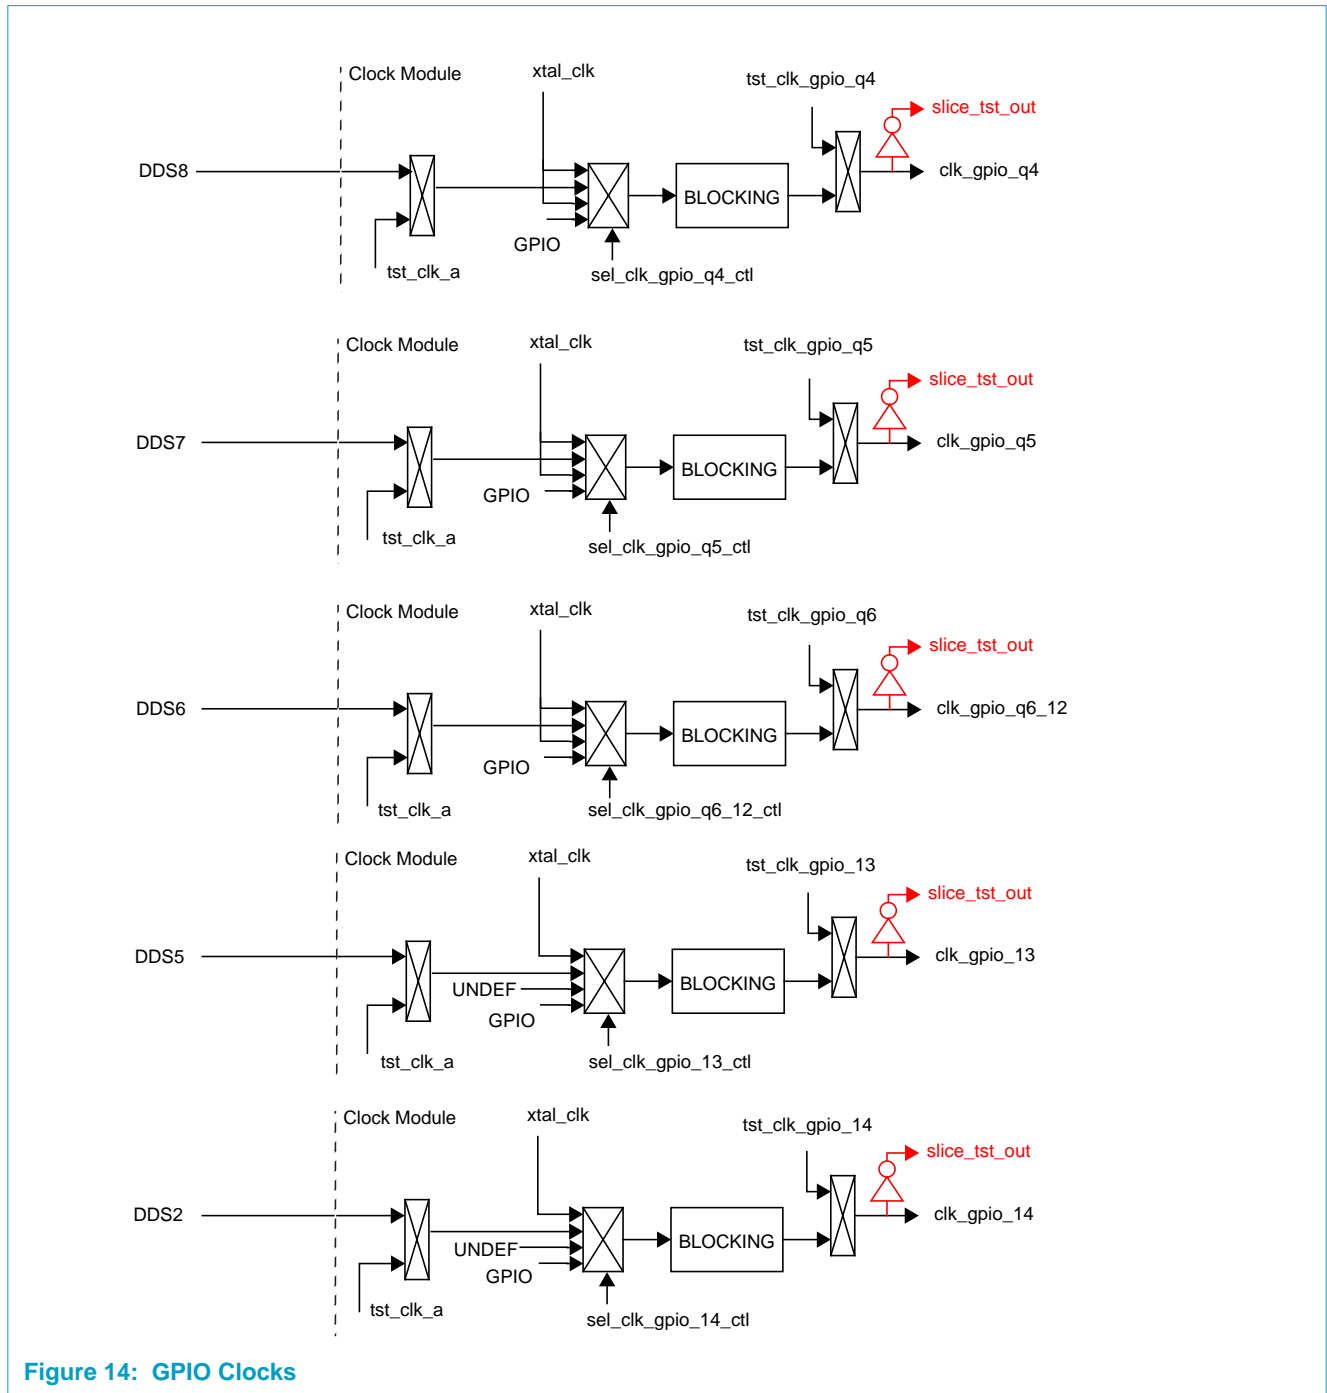 Clock Module
xtal_clk
tst_clk_gpio_q4
slice_tst_out
DDS8
clk_gpio_q4
BLOCKING
GPIO
tst_clk_a
sel_clk_gpio_q4_ctl
Clock Module
xtal_clk
tst_clk_gpio_q5
slice_tst_out
DDS7
clk_gpio_q5
BLOCKING
GPIO
tst_clk_a
sel_clk_gpio_q5_ctl
Clock Module
xtal_clk
tst_clk_gpio_q6
slice_tst_out
DDS6
clk_gpio_q6_12
BLOCKING
GPIO
tst_clk_a
sel_clk_gpio_q6_12_ctl
Clock Module
xtal_clk
tst_clk_gpio_13
slice_tst_out
DDS5
clk_gpio_13
UNDEF
BLOCKING
GPIO
tst_clk_a
sel_clk_gpio_13_ctl
Clock Module
xtal_clk
tst_clk_gpio_14
slice_tst_out
DDS2
clk_gpio_14
UNDEF
BLOCKING
GPIO
tst_clk_a
sel_clk_gpio_14_ctl
Figure 14: GPIO Clocks